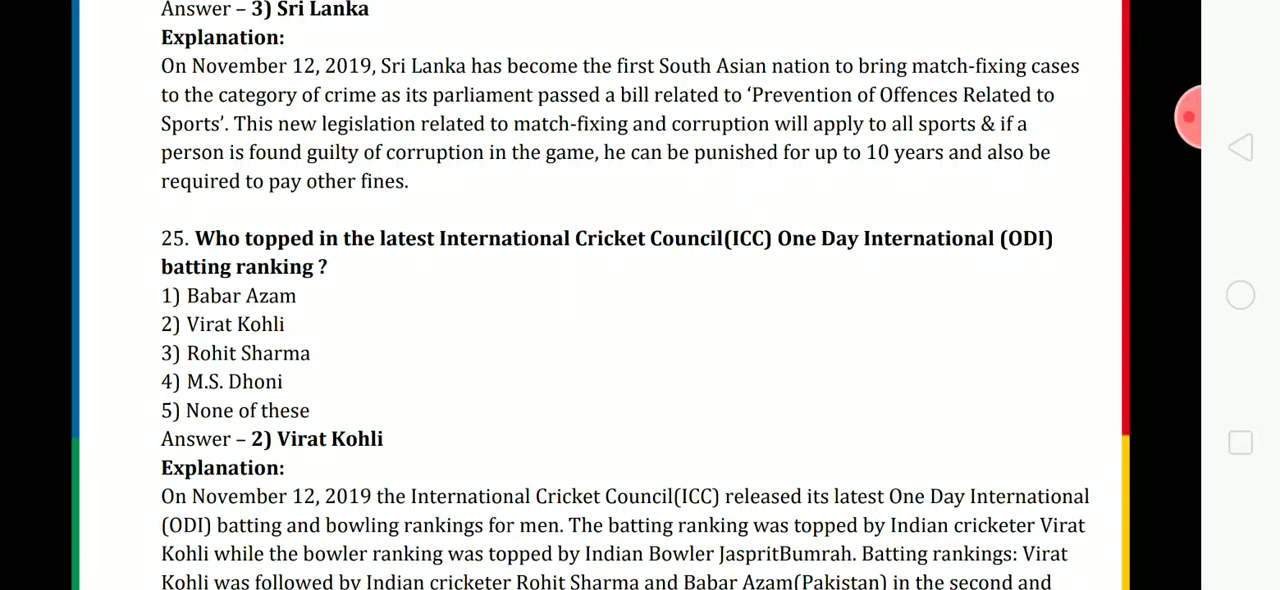 Answer – 3) Sri Lanka
Explanation:
On November 12, 2019, Sri Lanka has become the first South Asian nation to bring match-fixing cases
to the category of crime as its parliament passed a bill related to ‘Prevention of Offences Related to
Sports’. This new legislation related to match-fixing and corruption will apply to all sports & if a
person is found guilty of corruption in the game, he can be punished for up to 10 years and also be
required to pay other fines.
25. Who topped in the latest International Cricket Council(ICC) One Day International (ODI)
batting ranking ?
1) Babar Azam
2) Virat Kohli
3) Rohit Sharma
4) M.S. Dhoni
5) None of these
Answer – 2) Virat Kohli
Explanation:
On November 12, 2019 the International Cricket Council(ICC) released its latest One Day International
(ODI) batting and bowling rankings for men. The batting ranking was topped by Indian cricketer Virat
Kohli while the bowler ranking was topped by Indian Bowler JaspritBumrah. Batting rankings: Virat
Kohli was followed by Indian cricketer Rohit Sharma and Babar Azam(Pakistan) in the second and